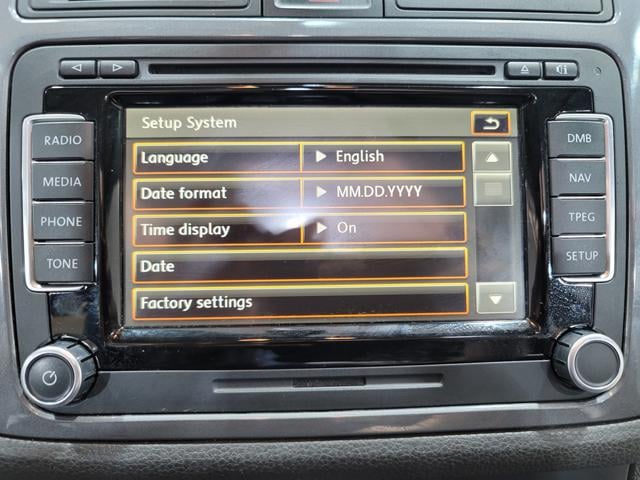 Setup System
Language English
Date format MM.DD.YYYY
Time display On
Date
Factory settings
RADIO
MEDIA
PHONE
TONE
DMB
NAV
TPEG
SETUP